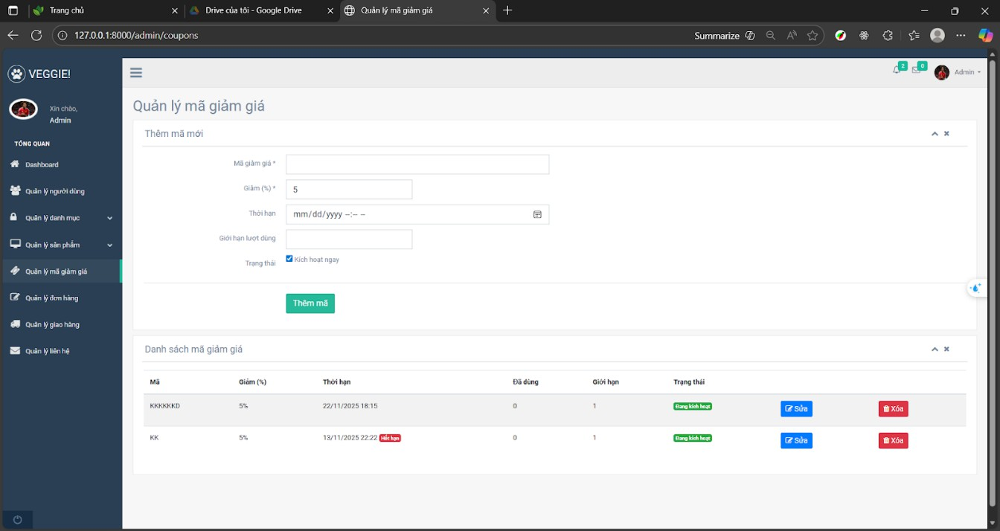 Trang chủ
Drive của tôi - Google Drive
Quản lý mã giảm giá
127.0.0.1:8000/admin/coupons
Summarize
VEGGIE!
2
0
Admin
Xin chào,
Admin
TỔNG QUAN
Dashboard
Quản lý người dùng
Quản lý danh mục
Quản lý sản phẩm
Quản lý mã giảm giá
Quản lý đơn hàng
Quản lý giao hàng
Quản lý liên hệ
Quản lý mã giảm giá
Thêm mã mới
Mã giảm giá *
Giảm (%) *
5
Thời hạn
mm/dd/yyyy --:-- --
Giới hạn lượt dùng
Trạng thái
Kích hoạt ngay
Thêm mã
Danh sách mã giảm giá
Mã Giảm (%) Thời hạn Đã dùng Giới hạn Trạng thái
KKKKKKD 5% 22/11/2025 18:15 0 1 Đang kích hoạt Sửa Xóa
KK 5% 13/11/2025 22:22 Hết hạn 0 1 Đang kích hoạt Sửa Xóa